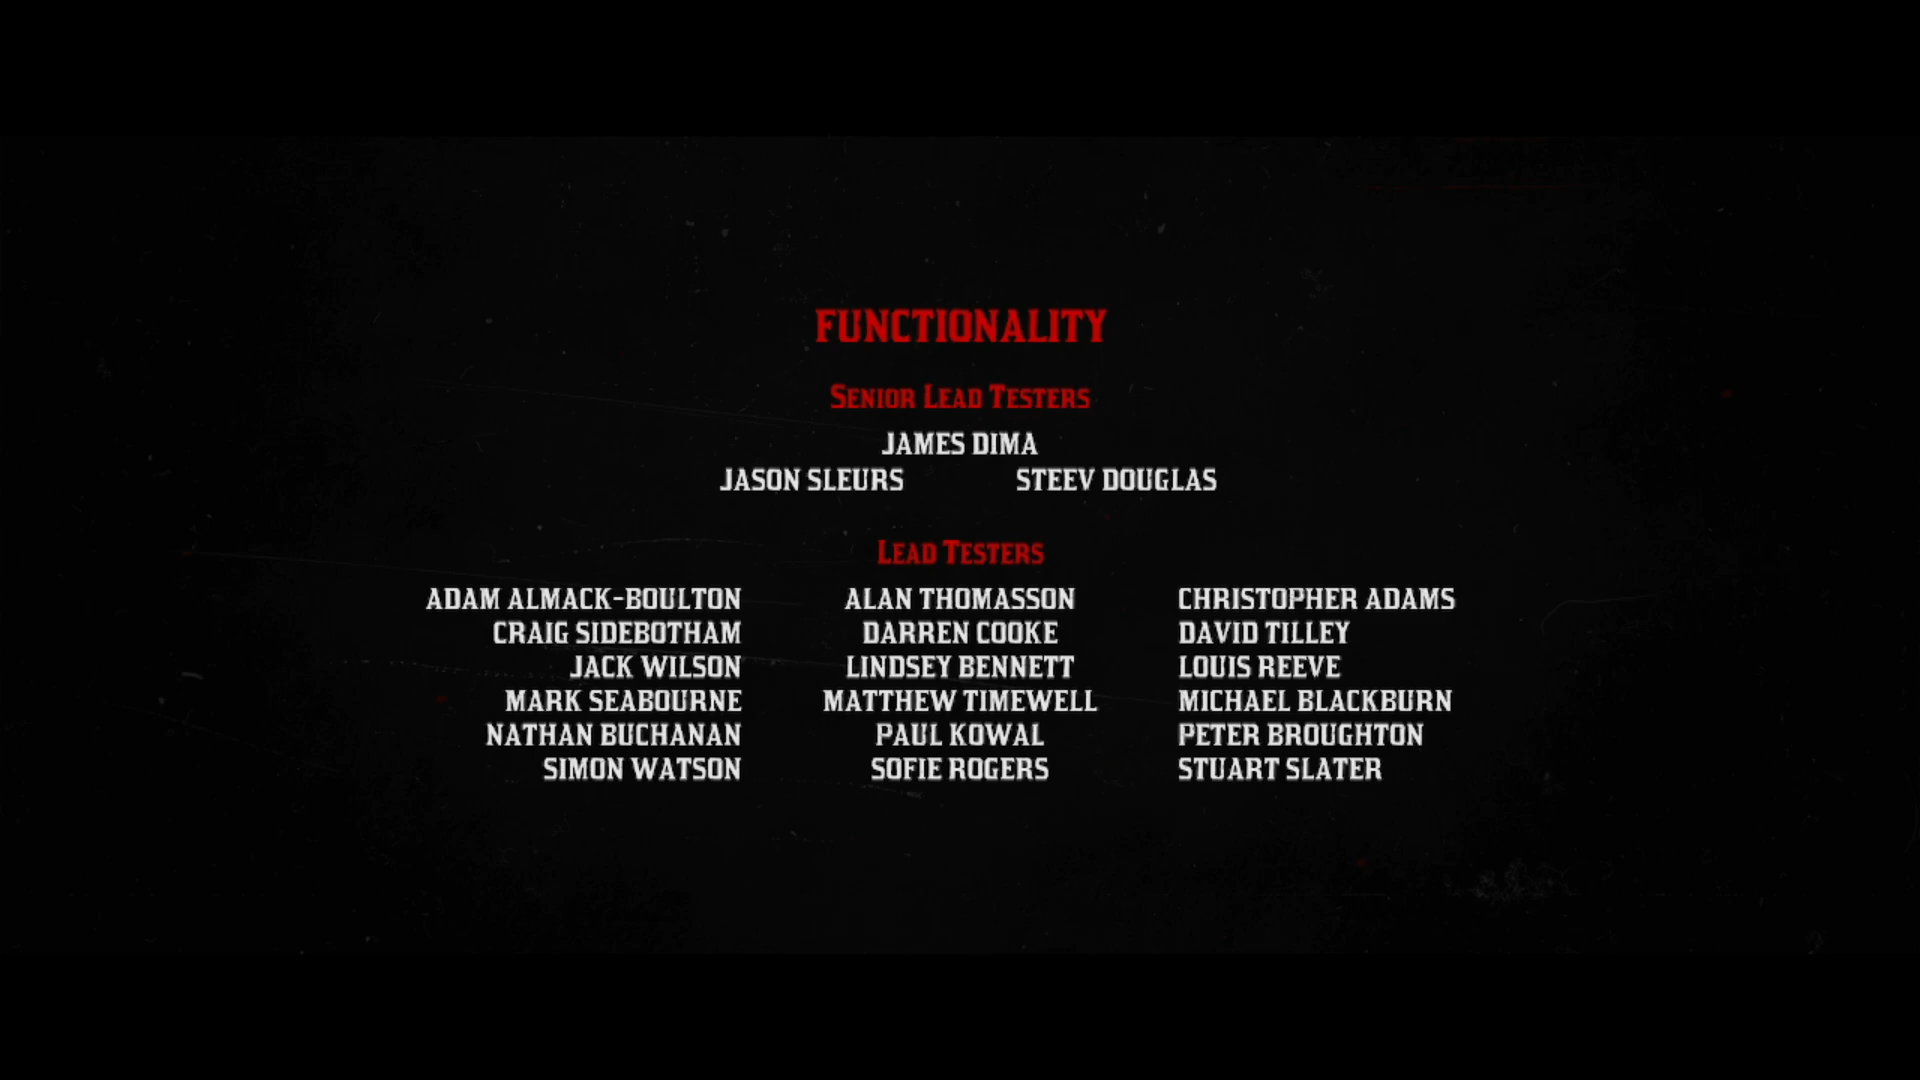 FUNCTIONALITY
SENIOR LEAD TESTERS
JAMES DIMA
JASON SLEURS STEEV DOUGLAS
LEAD TESTERS
ADAM ALMACK-BOULTON ALAN THOMASSON CHRISTOPHER ADAMS
CRAIG SIDEBOTHAM DARREN COOKE DAVID TILLEY
JACK WILSON LINDSEY BENNETT LOUIS REEVE
MARK SEABOURNE MATTHEW TIMEWELL MICHAEL BLACKBURN
NATHAN BUCHANAN PAUL KOWAL PETER BROUGHTON
SIMON WATSON SOFIE ROGERS STUART SLATER